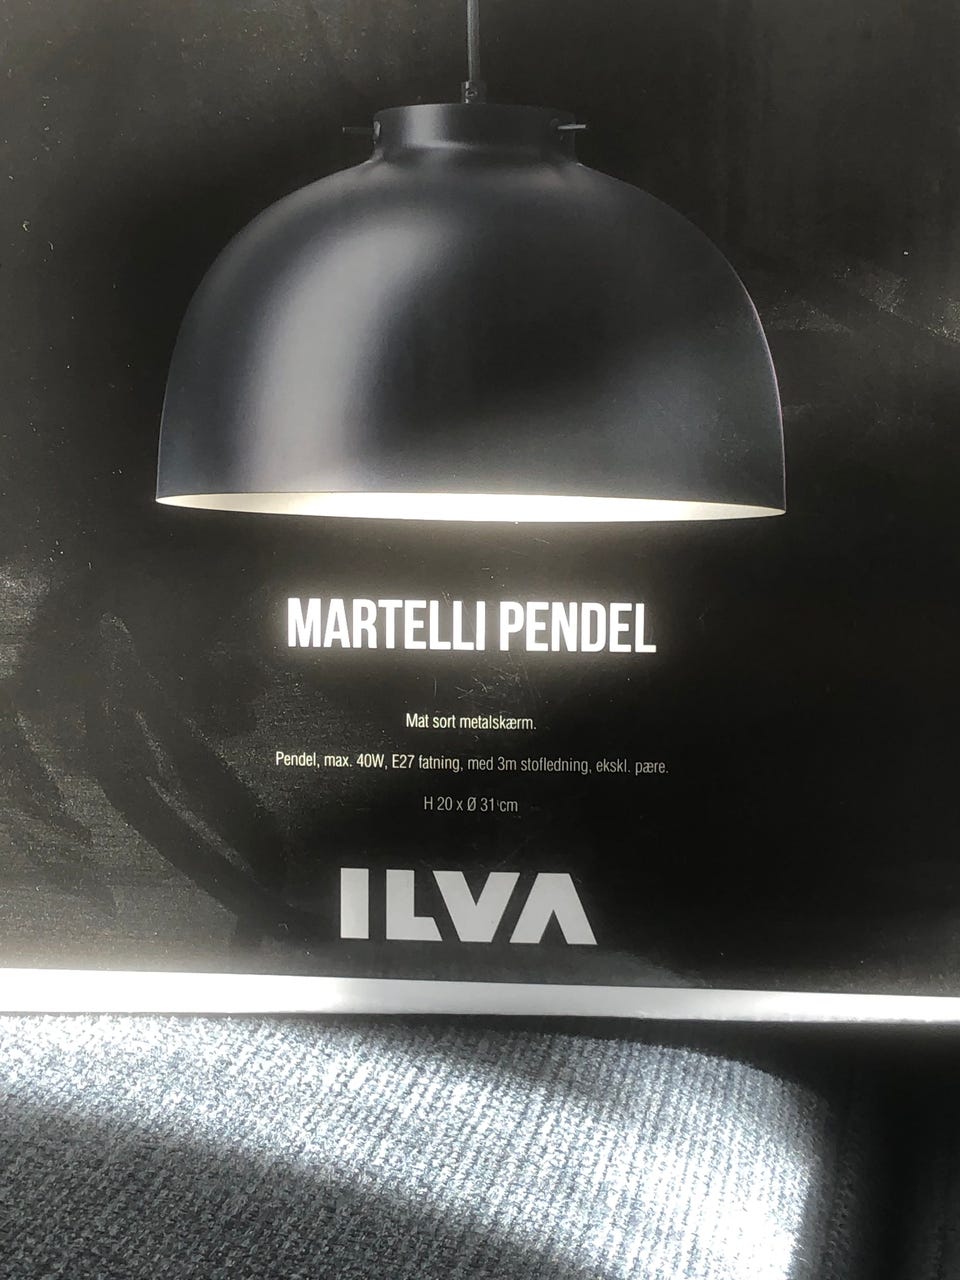 MARTELLI PENDEL
Mat sort metalskærm.
Pendel, max. 40W, E27 fatning, med 3m stofledning, ekskl. pære.
H 20 x Ø 31 cm
ILVA